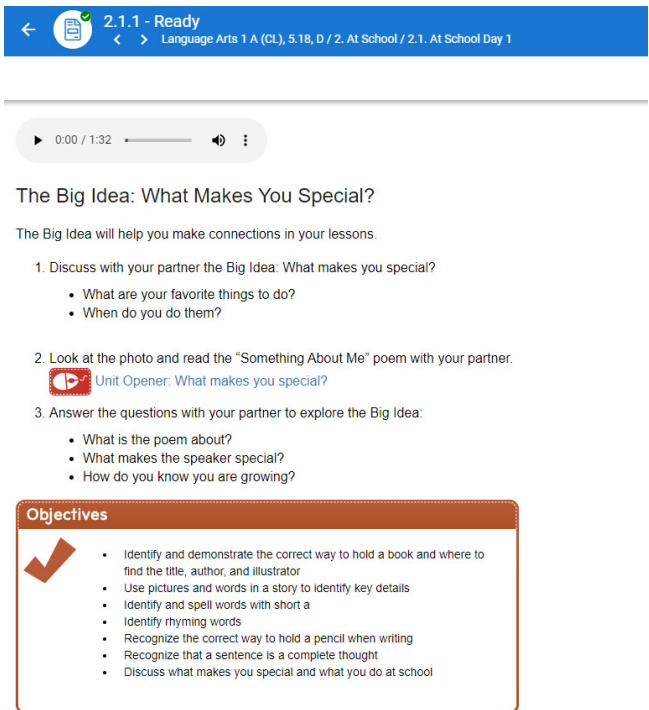 2.1.1 - Ready
Language Arts 1 A (CL), 5.18, D / 2. At School / 2.1. At School Day 1
0:00 / 1:32
The Big Idea: What Makes You Special?
The Big Idea will help you make connections in your lessons.
1. Discuss with your partner the Big Idea: What makes you special?
• What are your favorite things to do?
• When do you do them?
2. Look at the photo and read the “Something About Me” poem with your partner.
Unit Opener: What makes you special?
3. Answer the questions with your partner to explore the Big Idea:
• What is the poem about?
• What makes the speaker special?
• How do you know you are growing?
Objectives
• Identify and demonstrate the correct way to hold a book and where to
find the title, author, and illustrator
• Use pictures and words in a story to identify key details
• Identify and spell words with short a
• Identify rhyming words
• Recognize the correct way to hold a pencil when writing
• Recognize that a sentence is a complete thought
• Discuss what makes you special and what you do at school